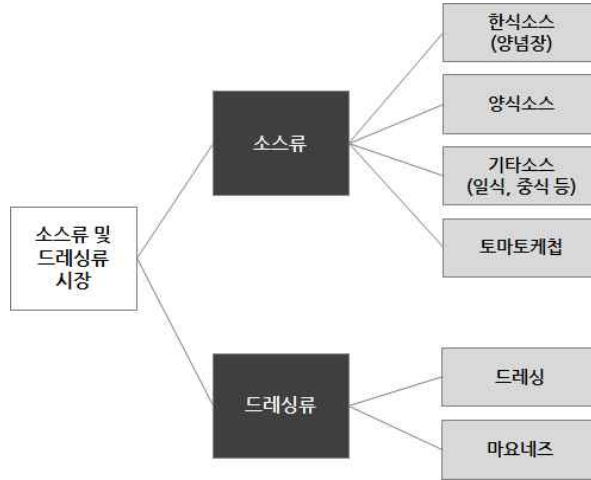 소스류 및
드레싱류
시장
소스류
한식소스
(양념장)
양식소스
기타소스
(일식, 중식 등)
토마토케첩
드레싱류
드레싱
마요네즈